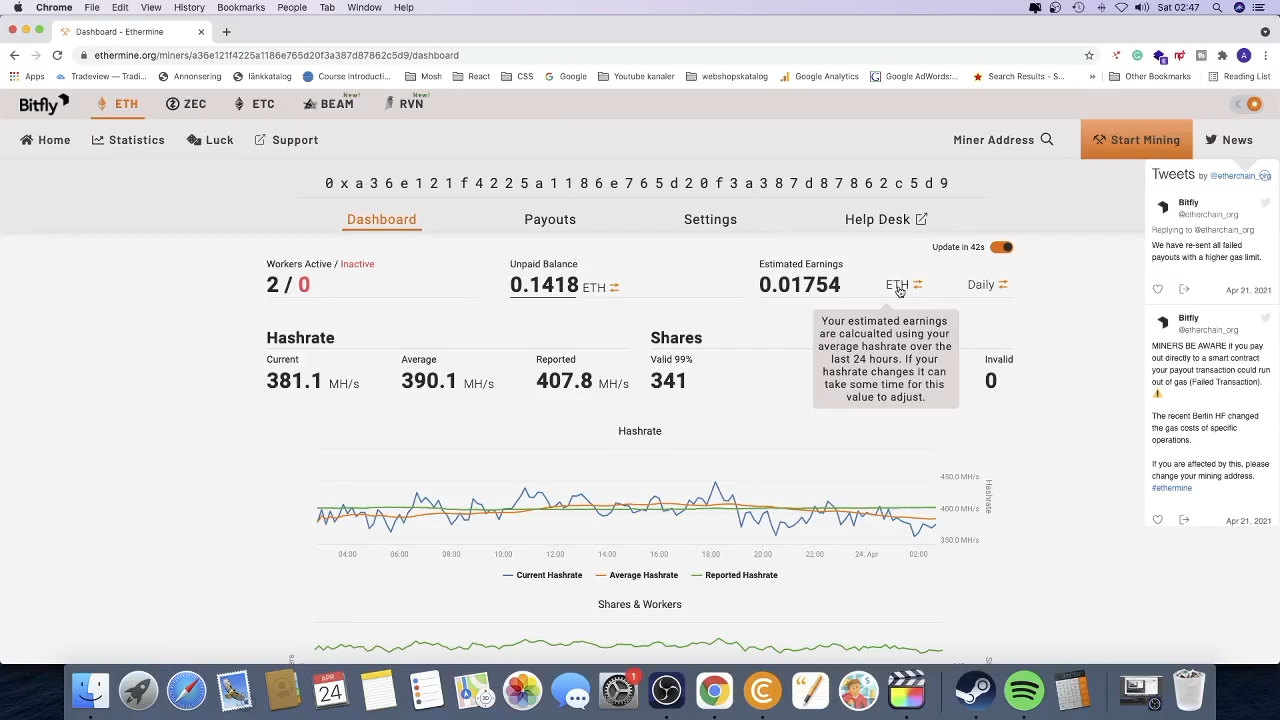 Chrome File Edit View History Bookmarks People Tab Window Help Sat 02:47
Dashboard - Ethermine
ethermine.org/miners/a36e121f4225a1186e765d20f3a387d87862c5d9/dashboard
Apps Tradeview – Tradi... Annonsering länkkatalog Course Introducti... Mosh React CSS Google Youtube kanaler webshopskatalog Google Analytics Google AdWords:... Search Results - S... » Other Bookmarks Reading List
Bitfly ETH ZEC ETC BEAM New! RVN New!
Home Statistics Luck Support Miner Address Start Mining News
0xa36e121f4225a1186e765d20f3a387d87862c5d9
Dashboard Payouts Settings Help Desk
Update in 42s
Workers Active / Inactive
2 / 0
Unpaid Balance
0.1418 ETH
Estimated Earnings
0.01754 ETH Daily
Your estimated earnings
are calcualted using your
average hashrate over the
last 24 hours. If your
hashrate changes it can
take some time for this
value to adjust.
Hashrate
Current Average Reported
381.1 MH/s 390.1 MH/s 407.8 MH/s
Shares
Valid 99% Invalid
341 0
Hashrate
450.0 MH/s
400.0 MH/s
350.0 MH/s
Hashrate
04:00 06:00 08:00 10:00 12:00 14:00 16:00 18:00 20:00 22:00 24. Apr 02:00
Current Hashrate Average Hashrate Reported Hashrate
Shares & Workers
Tweets by @etherchain_org
Bitfly
@etherchain_org
Replying to @etherchain_org
We have re-sent all failed
payouts with a higher gas limit.
Apr 21, 2021
Bitfly
@etherchain_org
MINERS BE AWARE if you pay
out directly to a smart contract
your payout transaction could run
out of gas (Failed Transaction).
The recent Berlin HF changed
the gas costs of specific
operations.
If you are affected by this, please
change your mining address.
#ethermine
Apr 21, 2021
APR
24
1